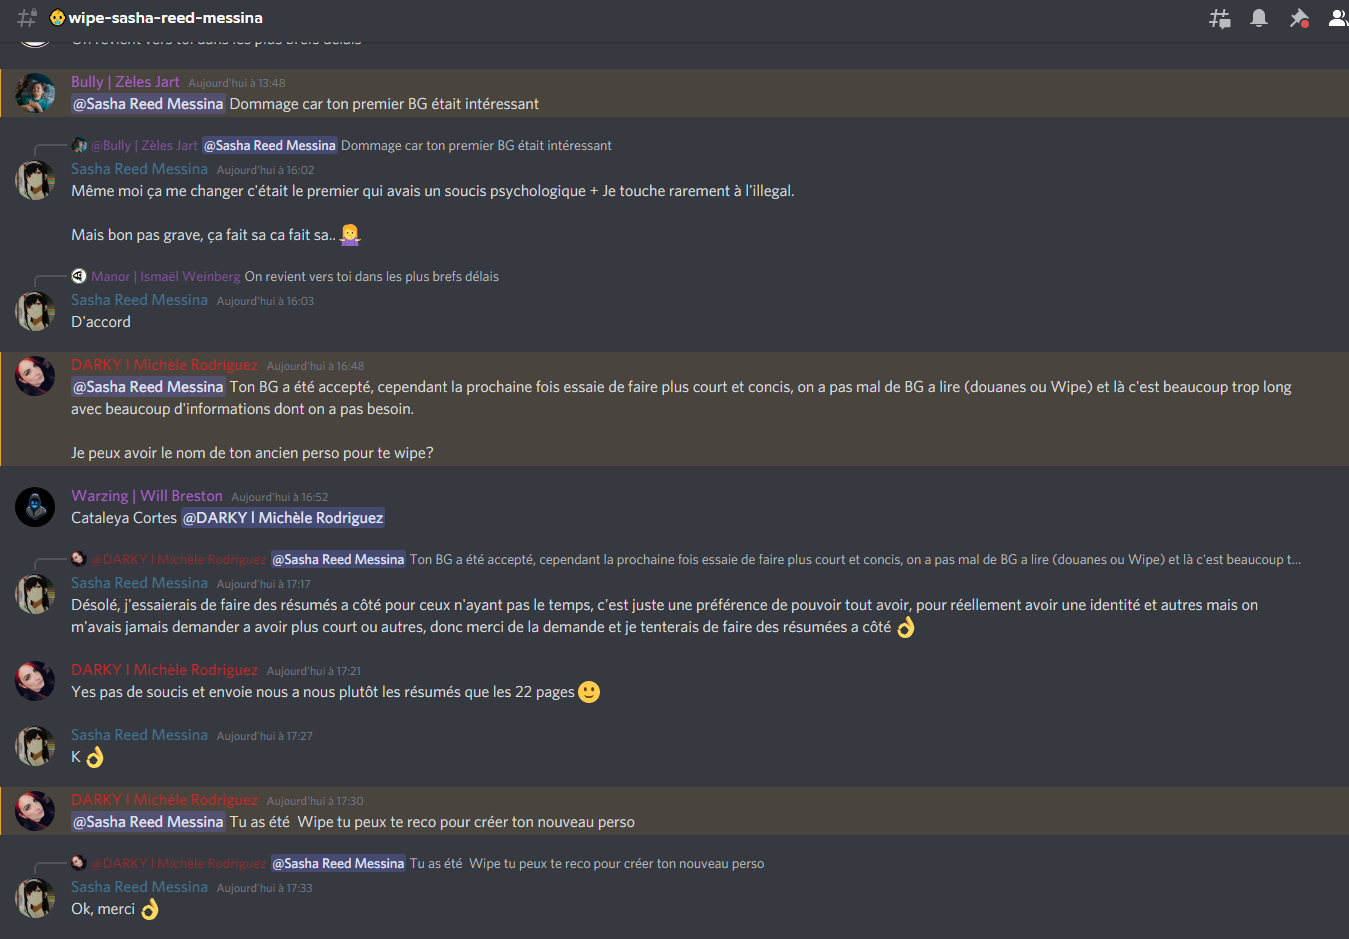 wipe-sasha-reed-messina
On revient vers toi dans les plus brefs délais
Bully | Zèles Jart Aujourd'hui à 13:48
@Sasha Reed Messina Dommage car ton premier BG était intéressant
@Bully | Zèles Jart @Sasha Reed Messina Dommage car ton premier BG était intéressant
Sasha Reed Messina Aujourd'hui à 16:02
Même moi ça me changer c'était le premier qui avais un soucis psychologique + Je touche rarement à l'illegal.
Mais bon pas grave, ça fait sa ca fait sa..
Manor | Ismaël Weinberg On revient vers toi dans les plus brefs délais
Sasha Reed Messina Aujourd'hui à 16:03
D'accord
DARKY l Michèle Rodriguez Aujourd'hui à 16:48
@Sasha Reed Messina Ton BG a été accepté, cependant la prochaine fois essaie de faire plus court et concis, on a pas mal de BG a lire (douanes ou Wipe) et là c'est beaucoup trop long
avec beaucoup d'informations dont on a pas besoin.
Je peux avoir le nom de ton ancien perso pour te wipe?
Warzing | Will Breston Aujourd'hui à 16:52
Cataleya Cortes @DARKY l Michèle Rodriguez
@DARKY l Michèle Rodriguez @Sasha Reed Messina Ton BG a été accepté, cependant la prochaine fois essaie de faire plus court et concis, on a pas mal de BG a lire (douanes ou Wipe) et là c'est beaucoup t...
Sasha Reed Messina Aujourd'hui à 17:17
Désolé, j'essaierais de faire des résumés a côté pour ceux n'ayant pas le temps, c'est juste une préférence de pouvoir tout avoir, pour réellement avoir une identité et autres mais on
m'avais jamais demander a avoir plus court ou autres, donc merci de la demande et je tenterais de faire des résumées a côté
DARKY l Michèle Rodriguez Aujourd'hui à 17:21
Yes pas de soucis et envoie nous a nous plutôt les résumés que les 22 pages
Sasha Reed Messina Aujourd'hui à 17:27
K
DARKY l Michèle Rodriguez Aujourd'hui à 17:30
@Sasha Reed Messina Tu as été  Wipe tu peux te reco pour créer ton nouveau perso
@DARKY l Michèle Rodriguez @Sasha Reed Messina Tu as été  Wipe tu peux te reco pour créer ton nouveau perso
Sasha Reed Messina Aujourd'hui à 17:33
Ok, merci